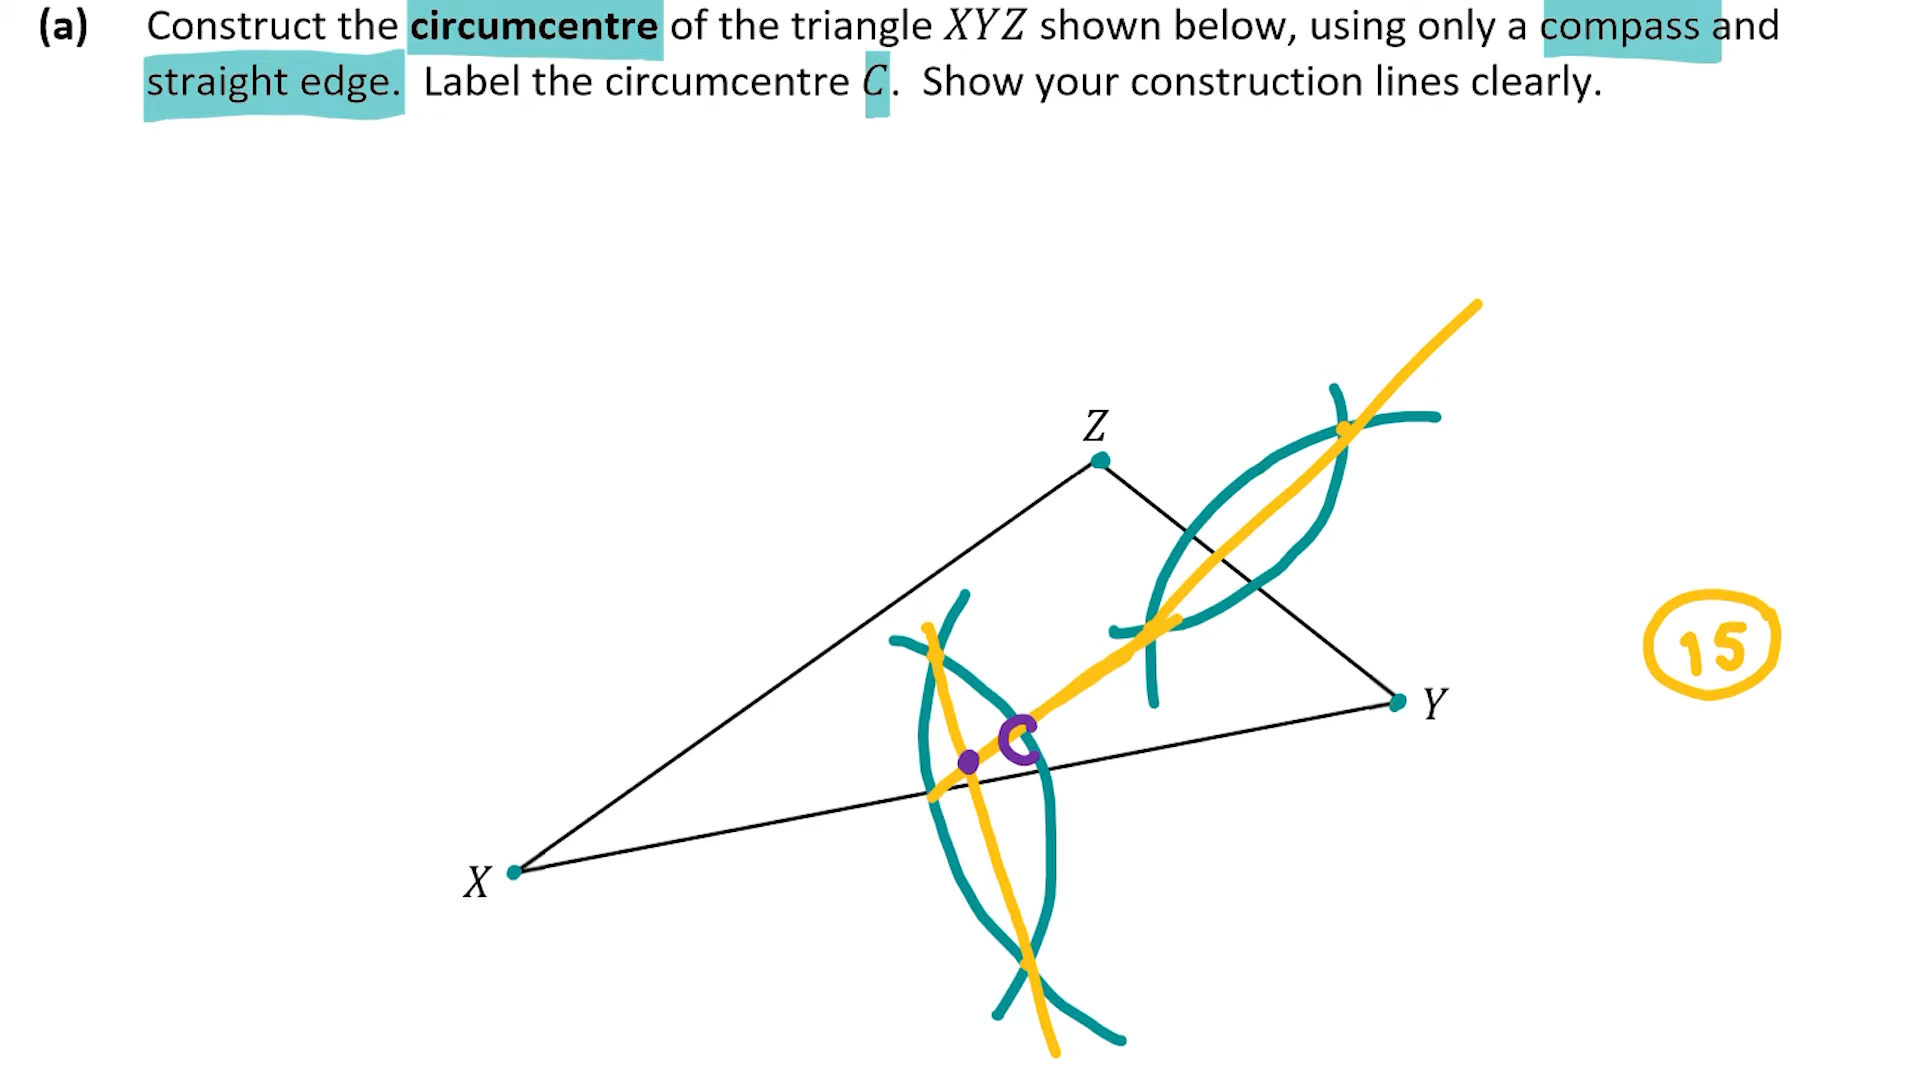 (a) Construct the circumcentre of the triangle XYZ shown below, using only a compass and
straight edge. Label the circumcentre C. Show your construction lines clearly.
Z
Y
C
X
15